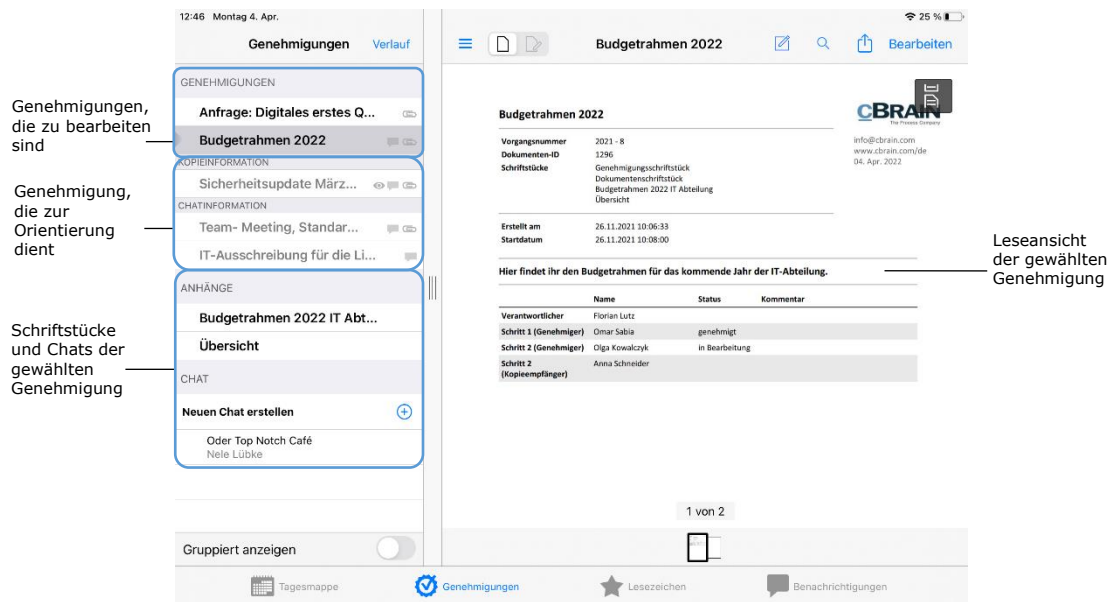 12:46 Montag 4. Apr.
25 %
Genehmigungen
Verlauf
Budgetrahmen 2022
Bearbeiten
Genehmigungen,
die zu bearbeiten
sind
Genehmigung,
die zur
Orientierung
dient
Schriftstücke
und Chats der
gewählten
Genehmigung
GENEHMIGUNGEN
Anfrage: Digitales erstes Q...
Budgetrahmen 2022
KOPIEINFORMATION
Sicherheitsupdate März...
CHATINFORMATION
Team- Meeting, Standar...
IT-Ausschreibung für die Li...
ANHÄNGE
Budgetrahmen 2022 IT Abt...
Übersicht
CHAT
Neuen Chat erstellen
Oder Top Notch Café
Nele Lübke
Gruppiert anzeigen
Budgetrahmen 2022
cBRAIN
The Process Company
info@cbrain.com
www.cbrain.com/de
04. Apr. 2022
Vorgangsnummer 2021 - 8
Dokumenten-ID 1296
Schriftstücke Genehmigungsschriftstück
Dokumentenschriftstück
Budgetrahmen 2022 IT Abteilung
Übersicht
Erstellt am 26.11.2021 10:06:33
Startdatum 26.11.2021 10:08:00
Hier findet ihr den Budgetrahmen für das kommende Jahr der IT-Abteilung.
Name Status Kommentar
Verantwortlicher Florian Lutz
Schritt 1 (Genehmiger) Omar Sabia genehmigt
Schritt 2 (Genehmiger) Olga Kowalczyk in Bearbeitung
Schritt 2 Anna Schneider
(Kopieempfänger)
1 von 2
Leseansicht
der gewählten
Genehmigung
Tagesmappe
Genehmigungen
Lesezeichen
Benachrichtigungen